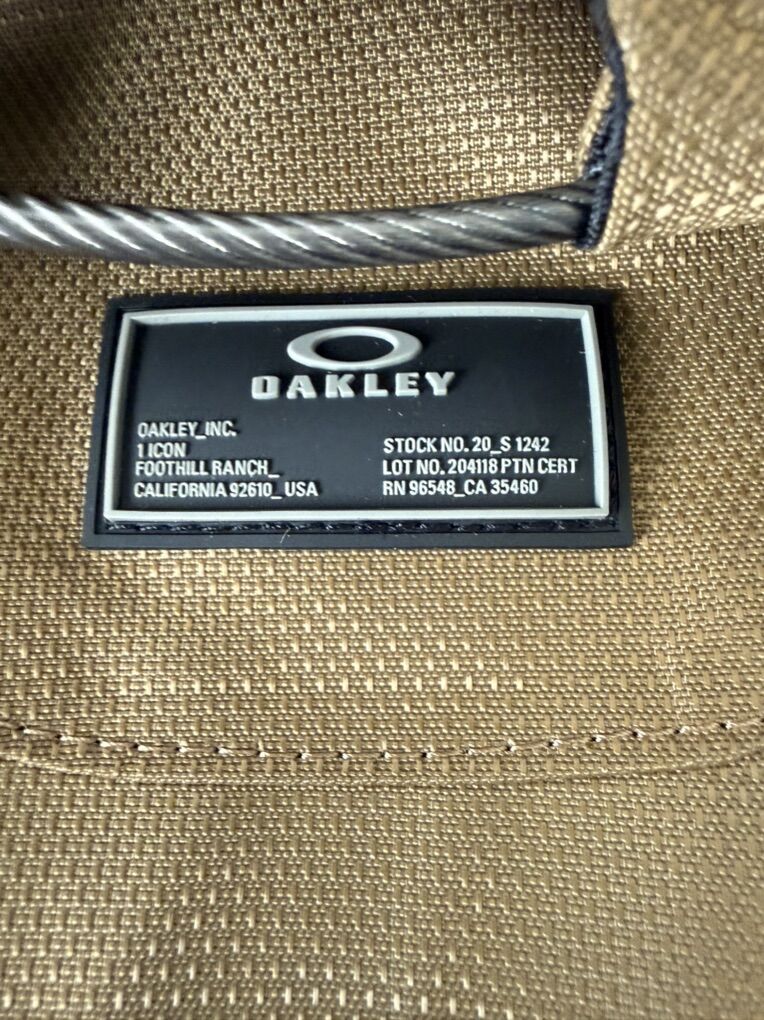 OAKLEY
OAKLEY_INC.
1 ICON
FOOTHILL RANCH_
CALIFORNIA 92610_USA
STOCK NO. 20_S 1242
LOT NO. 204118 PTN CERT
RN 96548_CA 35460